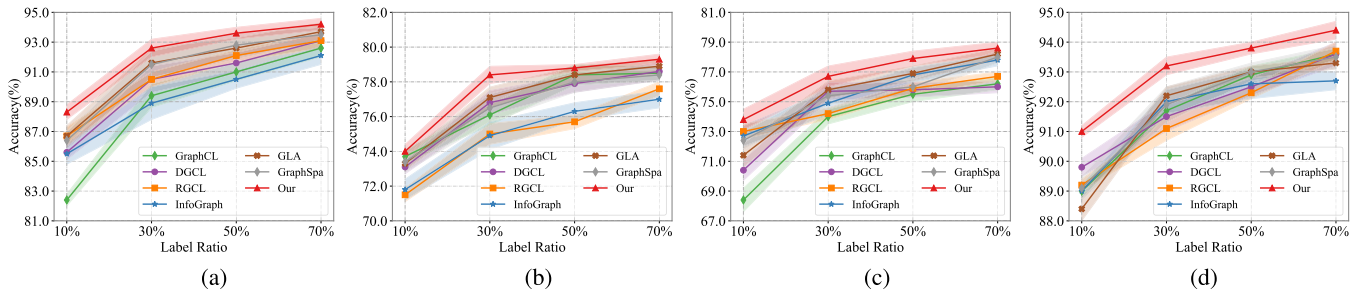 95.0
93.0
91.0
89.0
87.0
85.0
83.0
81.0
Accuracy(%)
10% 30% 50% 70%
Label Ratio
GraphCL
DGCL
RGCL
InfoGraph
GLA
GraphSpa
Our
(a)
82.0
80.0
78.0
76.0
74.0
72.0
70.0
Accuracy(%)
10% 30% 50% 70%
Label Ratio
GraphCL
DGCL
RGCL
InfoGraph
GLA
GraphSpa
Our
(b)
81.0
79.0
77.0
75.0
73.0
71.0
69.0
67.0
Accuracy(%)
10% 30% 50% 70%
Label Ratio
GraphCL
DGCL
RGCL
InfoGraph
GLA
GraphSpa
Our
(c)
95.0
94.0
93.0
92.0
91.0
90.0
89.0
88.0
Accuracy(%)
10% 30% 50% 70%
Label Ratio
GraphCL
DGCL
RGCL
InfoGraph
GLA
GraphSpa
Our
(d)